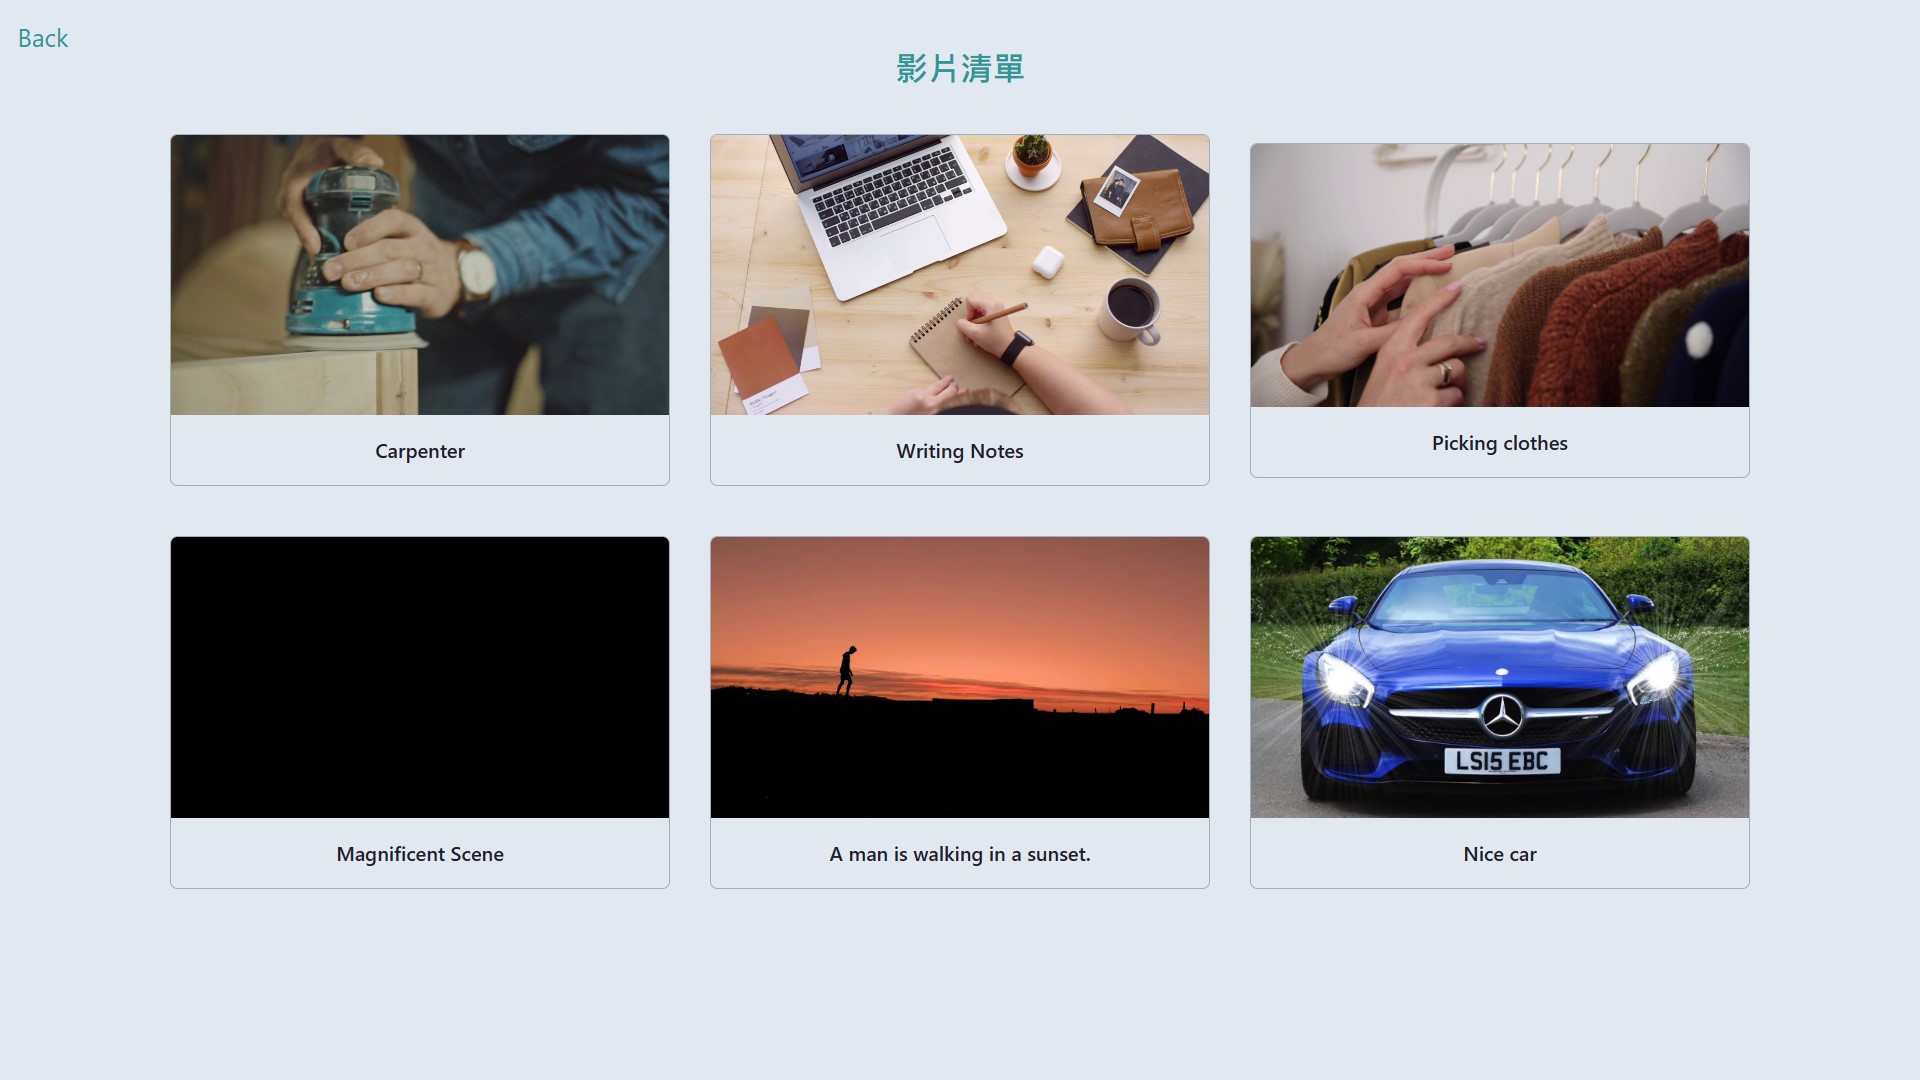 Back
影片清單
Carpenter
Writing Notes
Picking clothes
LS15 EBC
Magnificent Scene
A man is walking in a sunset.
Nice car